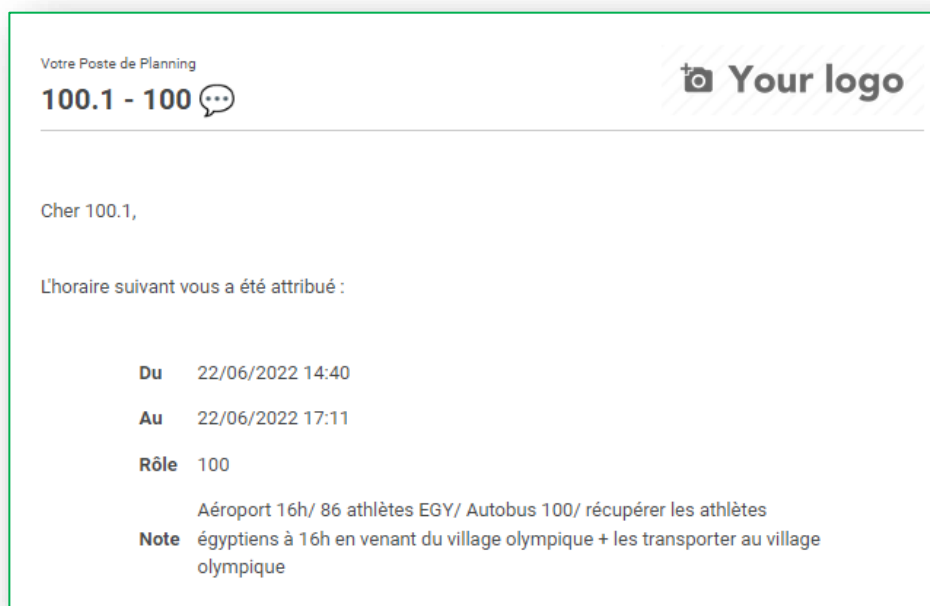 Votre Poste de Planning
100.1 - 100 💬
Your logo
Cher 100.1,
L'horaire suivant vous a été attribué :
Du 22/06/2022 14:40
Au 22/06/2022 17:11
Rôle 100
Aéroport 16h/ 86 athlètes EGY/ Autobus 100/ récupérer les athlètes
Note égyptiens à 16h en venant du village olympique + les transporter au village
olympique